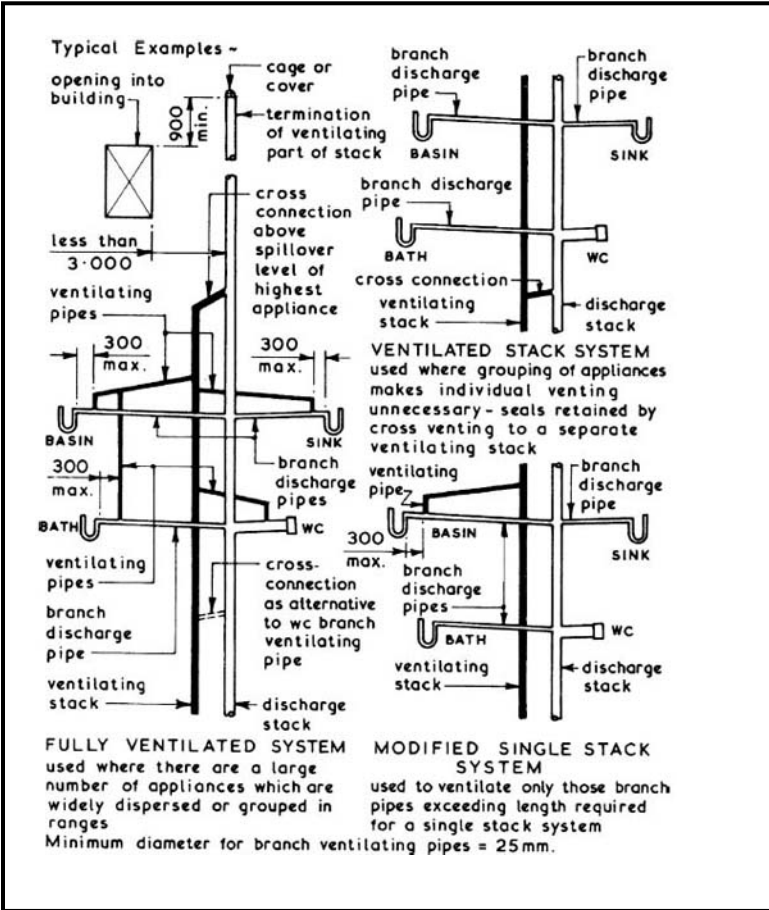 Typical Examples ~
opening into
building
900
min.
cage or
cover
termination
of ventilating
part of stack
less than
3·000
cross
connection
above
spillover
level of
highest
appliance
ventilating
pipes
300
max.
300
max.
BASIN
SINK
300
max.
branch
discharge
pipes
BATH
WC
ventilating
pipes
cross-
connection
as alternative
to wc branch
ventilating
pipe
branch
discharge
pipe
ventilating
stack
discharge
stack
FULLY VENTILATED SYSTEM
used where there are a large
number of appliances which are
widely dispersed or grouped in
ranges
branch
discharge
pipe
branch
discharge
pipe
BASIN
SINK
branch discharge
pipe
BATH
WC
cross connection
ventilating
stack
discharge
stack
VENTILATED STACK SYSTEM
used where grouping of appliances
makes individual venting
unnecessary - seals retained by
cross venting to a separate
ventilating stack
ventilating
pipe
branch
discharge
pipe
BASIN
SINK
300
max.
branch
discharge
pipes
BATH
WC
ventilating
stack
discharge
stack
MODIFIED SINGLE STACK
SYSTEM
used to ventilate only those branch
pipes exceeding length required
for a single stack system
Minimum diameter for branch ventilating pipes = 25mm.